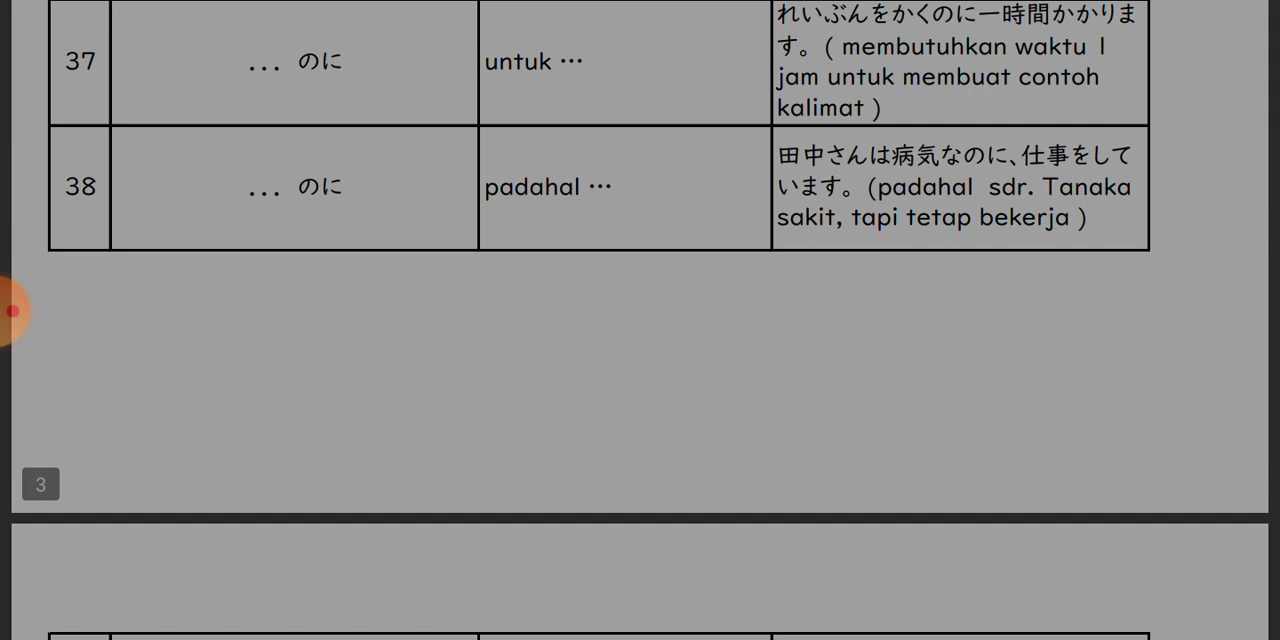 37
... のに
untuk …
れいぶんをかくのに一時間かかりま
す。( membutuhkan waktu 1
jam untuk membuat contoh
kalimat )
38
... のに
padahal …
田中さんは病気なのに、仕事をして
います。(padahal sdr. Tanaka
sakit, tapi tetap bekerja )
3